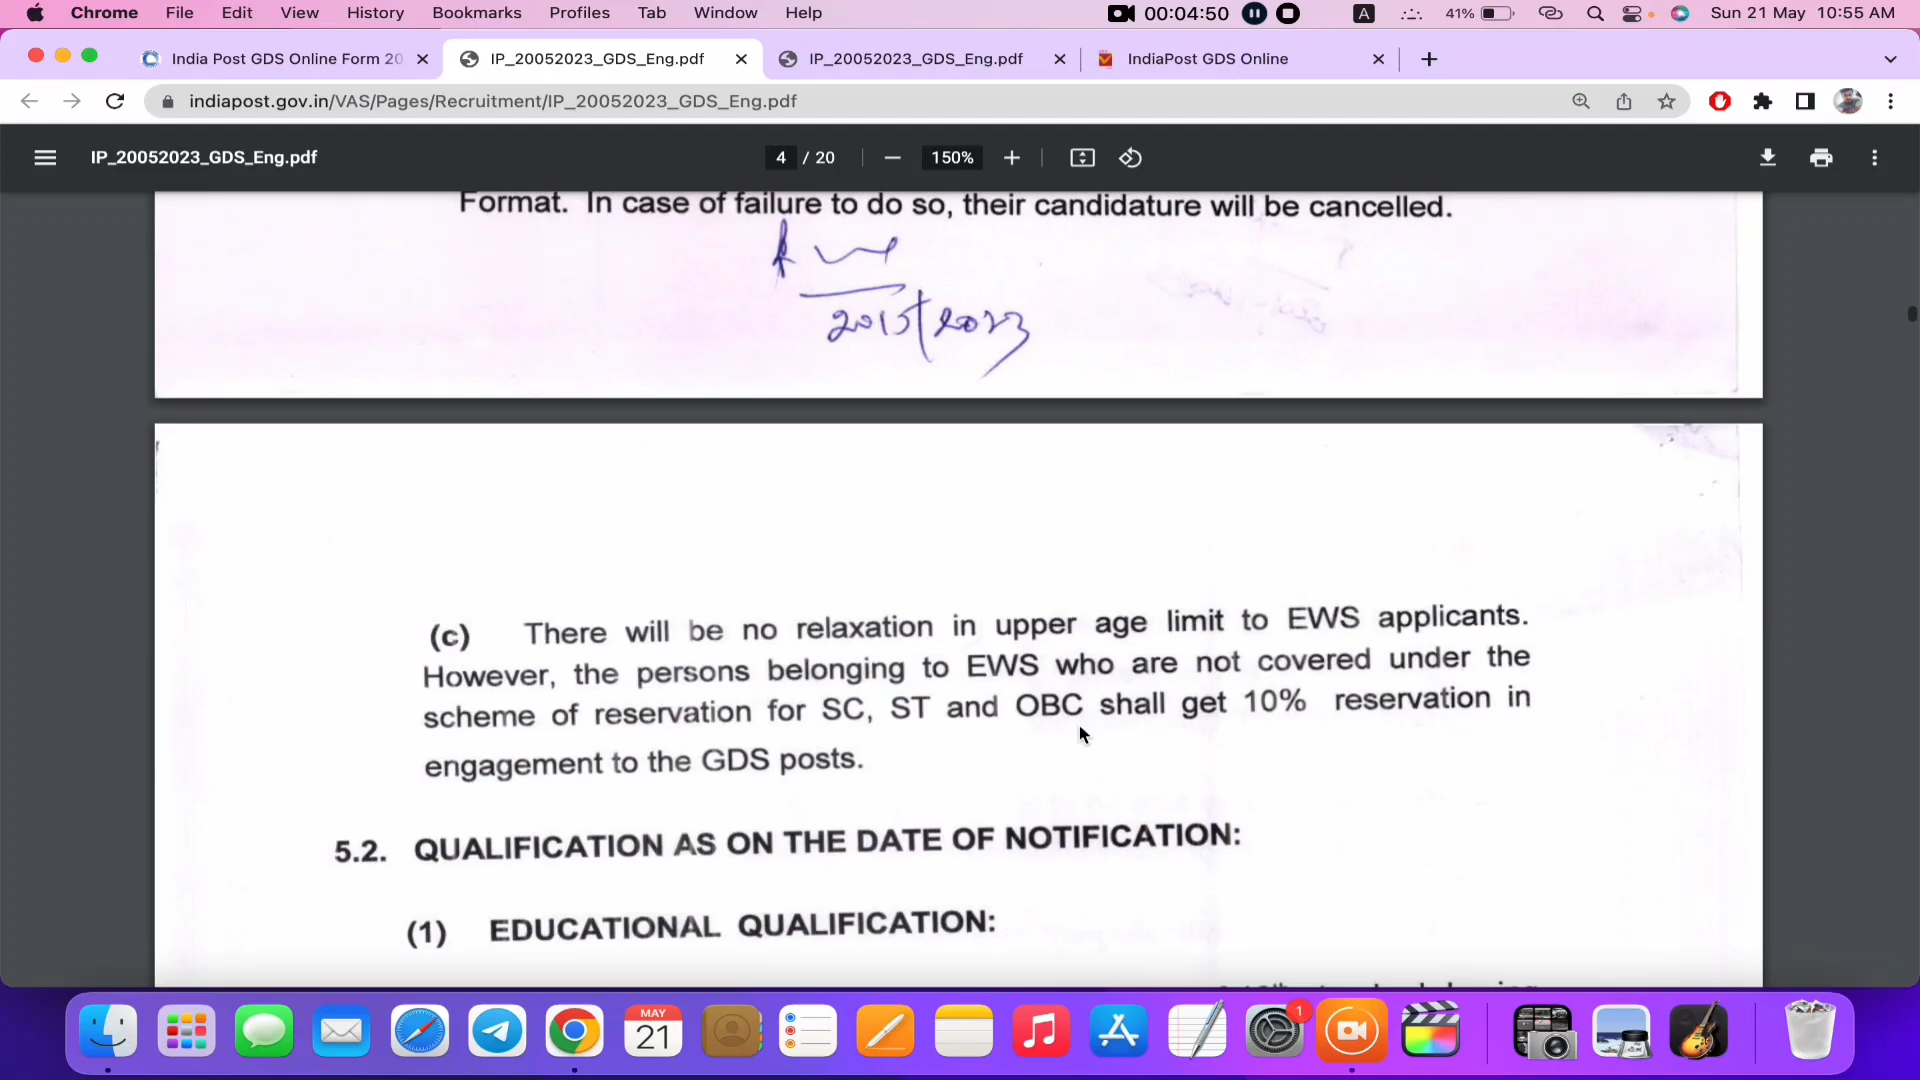 Chrome File Edit View History Bookmarks Profiles Tab Window Help 00:04:50 A 41% Sun 21 May 10:55 AM
India Post GDS Online Form 20 IP_20052023_GDS_Eng.pdf IP_20052023_GDS_Eng.pdf IndiaPost GDS Online
indiapost.gov.in/VAS/Pages/Recruitment/IP_20052023_GDS_Eng.pdf
IP_20052023_GDS_Eng.pdf 4 / 20 150%
Format. In case of failure to do so, their candidature will be cancelled.
(c) There will be no relaxation in upper age limit to EWS applicants.
However, the persons belonging to EWS who are not covered under the
scheme of reservation for SC, ST and OBC shall get 10% reservation in
engagement to the GDS posts.
5.2. QUALIFICATION AS ON THE DATE OF NOTIFICATION:
(1) EDUCATIONAL QUALIFICATION:
MAY
21
1